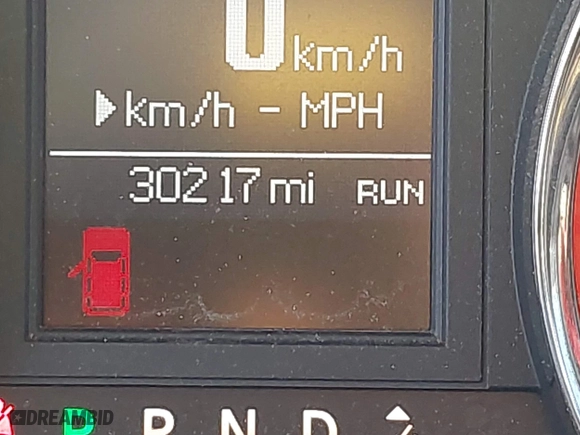 0 km/h
km/h - MPH
30217 mi RUN
P R N D
DREAMBID